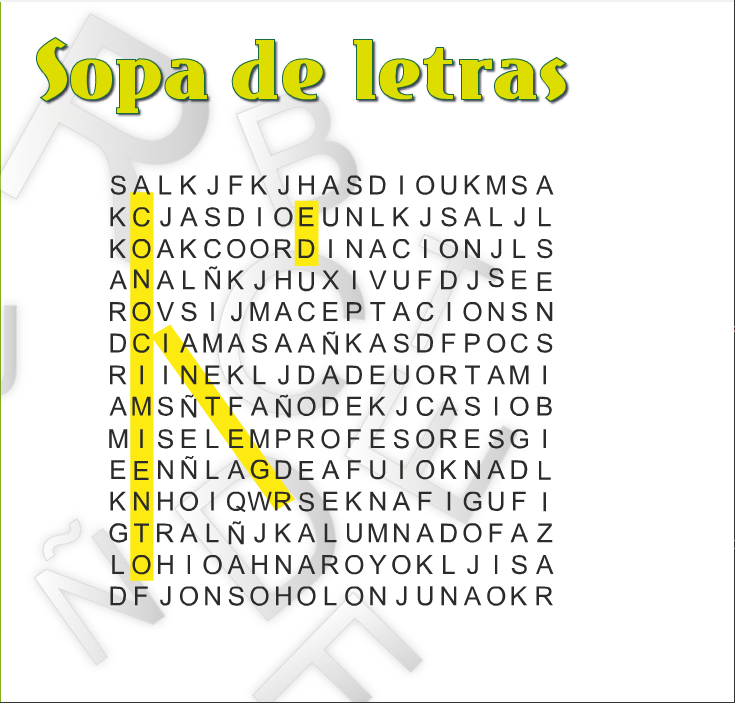 Sopa de letras
S A L K J F K J H A S D I O U K M S A
K C J A S D I O E U N L K J S A L J L
K O A K C O O R D I N A C I O N J L S
A N A L Ñ K J H U X I V U F D J S E E
R O V S I J M A C E P T A C I O N S N
D C I A M A S A A Ñ K A S D F P O C S
R I I N E K L J D A D E U O R T A M I
A M S Ñ T F A Ñ O D E K J C A S I O B
M I S E L E M P R O F E S O R E S G I
E E N Ñ L A G D E A F U I O K N A D L
K N H O I Q W R S E K N A F I G U F I
G T R A L Ñ J K A L U M N A D O F A Z
L O H I O A H N A R O Y O K L J I S A
D F J O N S O H O L O N J U N A O K R